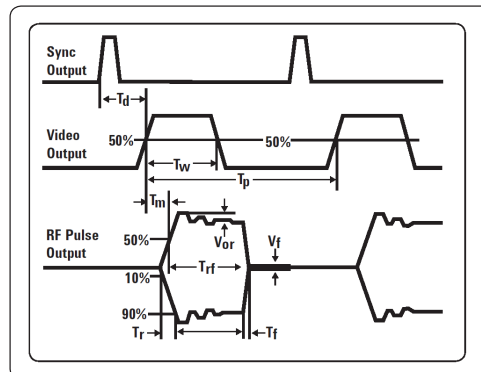 Sync
Output
Td
Video
Output
50%
50%
Tw
Tp
Tm
RF Pulse
Output
50%
Vor
Vf
Trf
10%
90%
Tr
Tf